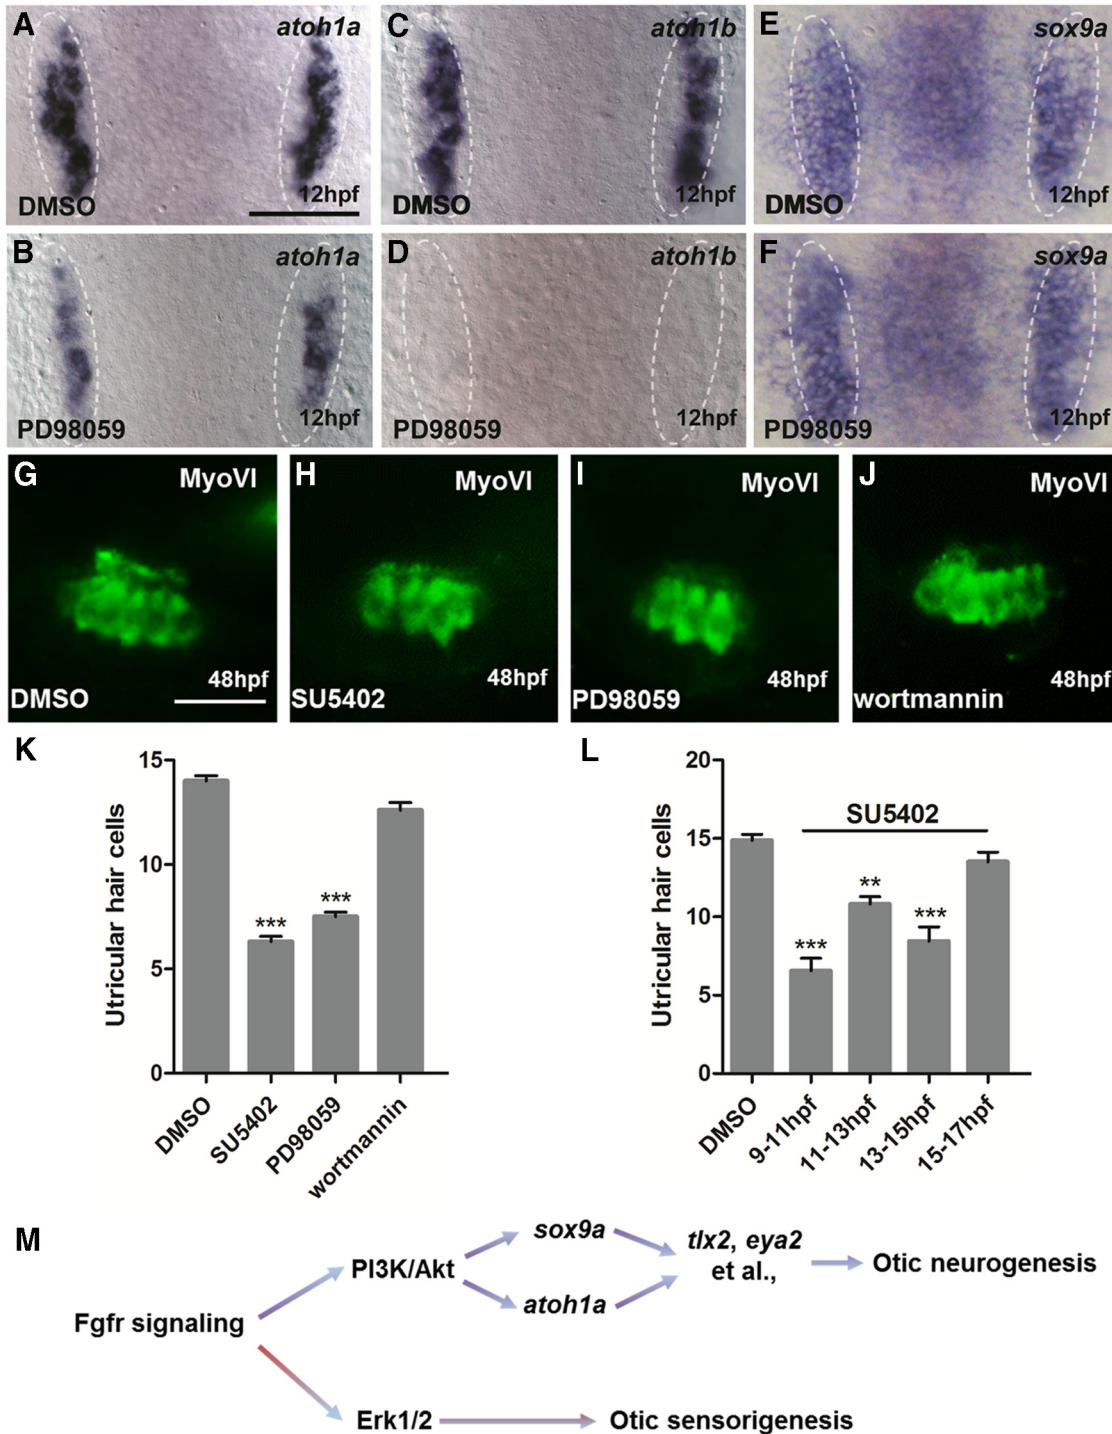 A
atoh1a
DMSO
12hpf
C
atoh1b
DMSO
12hpf
E
sox9a
DMSO
12hpf
B
atoh1a
PD98059
12hpf
D
atoh1b
PD98059
12hpf
F
sox9a
PD98059
12hpf
G
MyoVI
48hpf
DMSO
H
MyoVI
48hpf
SU5402
I
MyoVI
48hpf
PD98059
J
MyoVI
48hpf
wortmannin
K
15
10
5
0
Utricular hair cells
***
***
DMSO
SU5402
PD98059
wortmannin
L
20
15
10
5
0
Utricular hair cells
SU5402
***
**
***
DMSO
9-11hpf
11-13hpf
13-15hpf
15-17hpf
M
Fgfr signaling
PI3K/Akt
sox9a
atoh1a
tlx2, eya2
et al.,
Otic neurogenesis
Erk1/2
Otic sensorigenesis